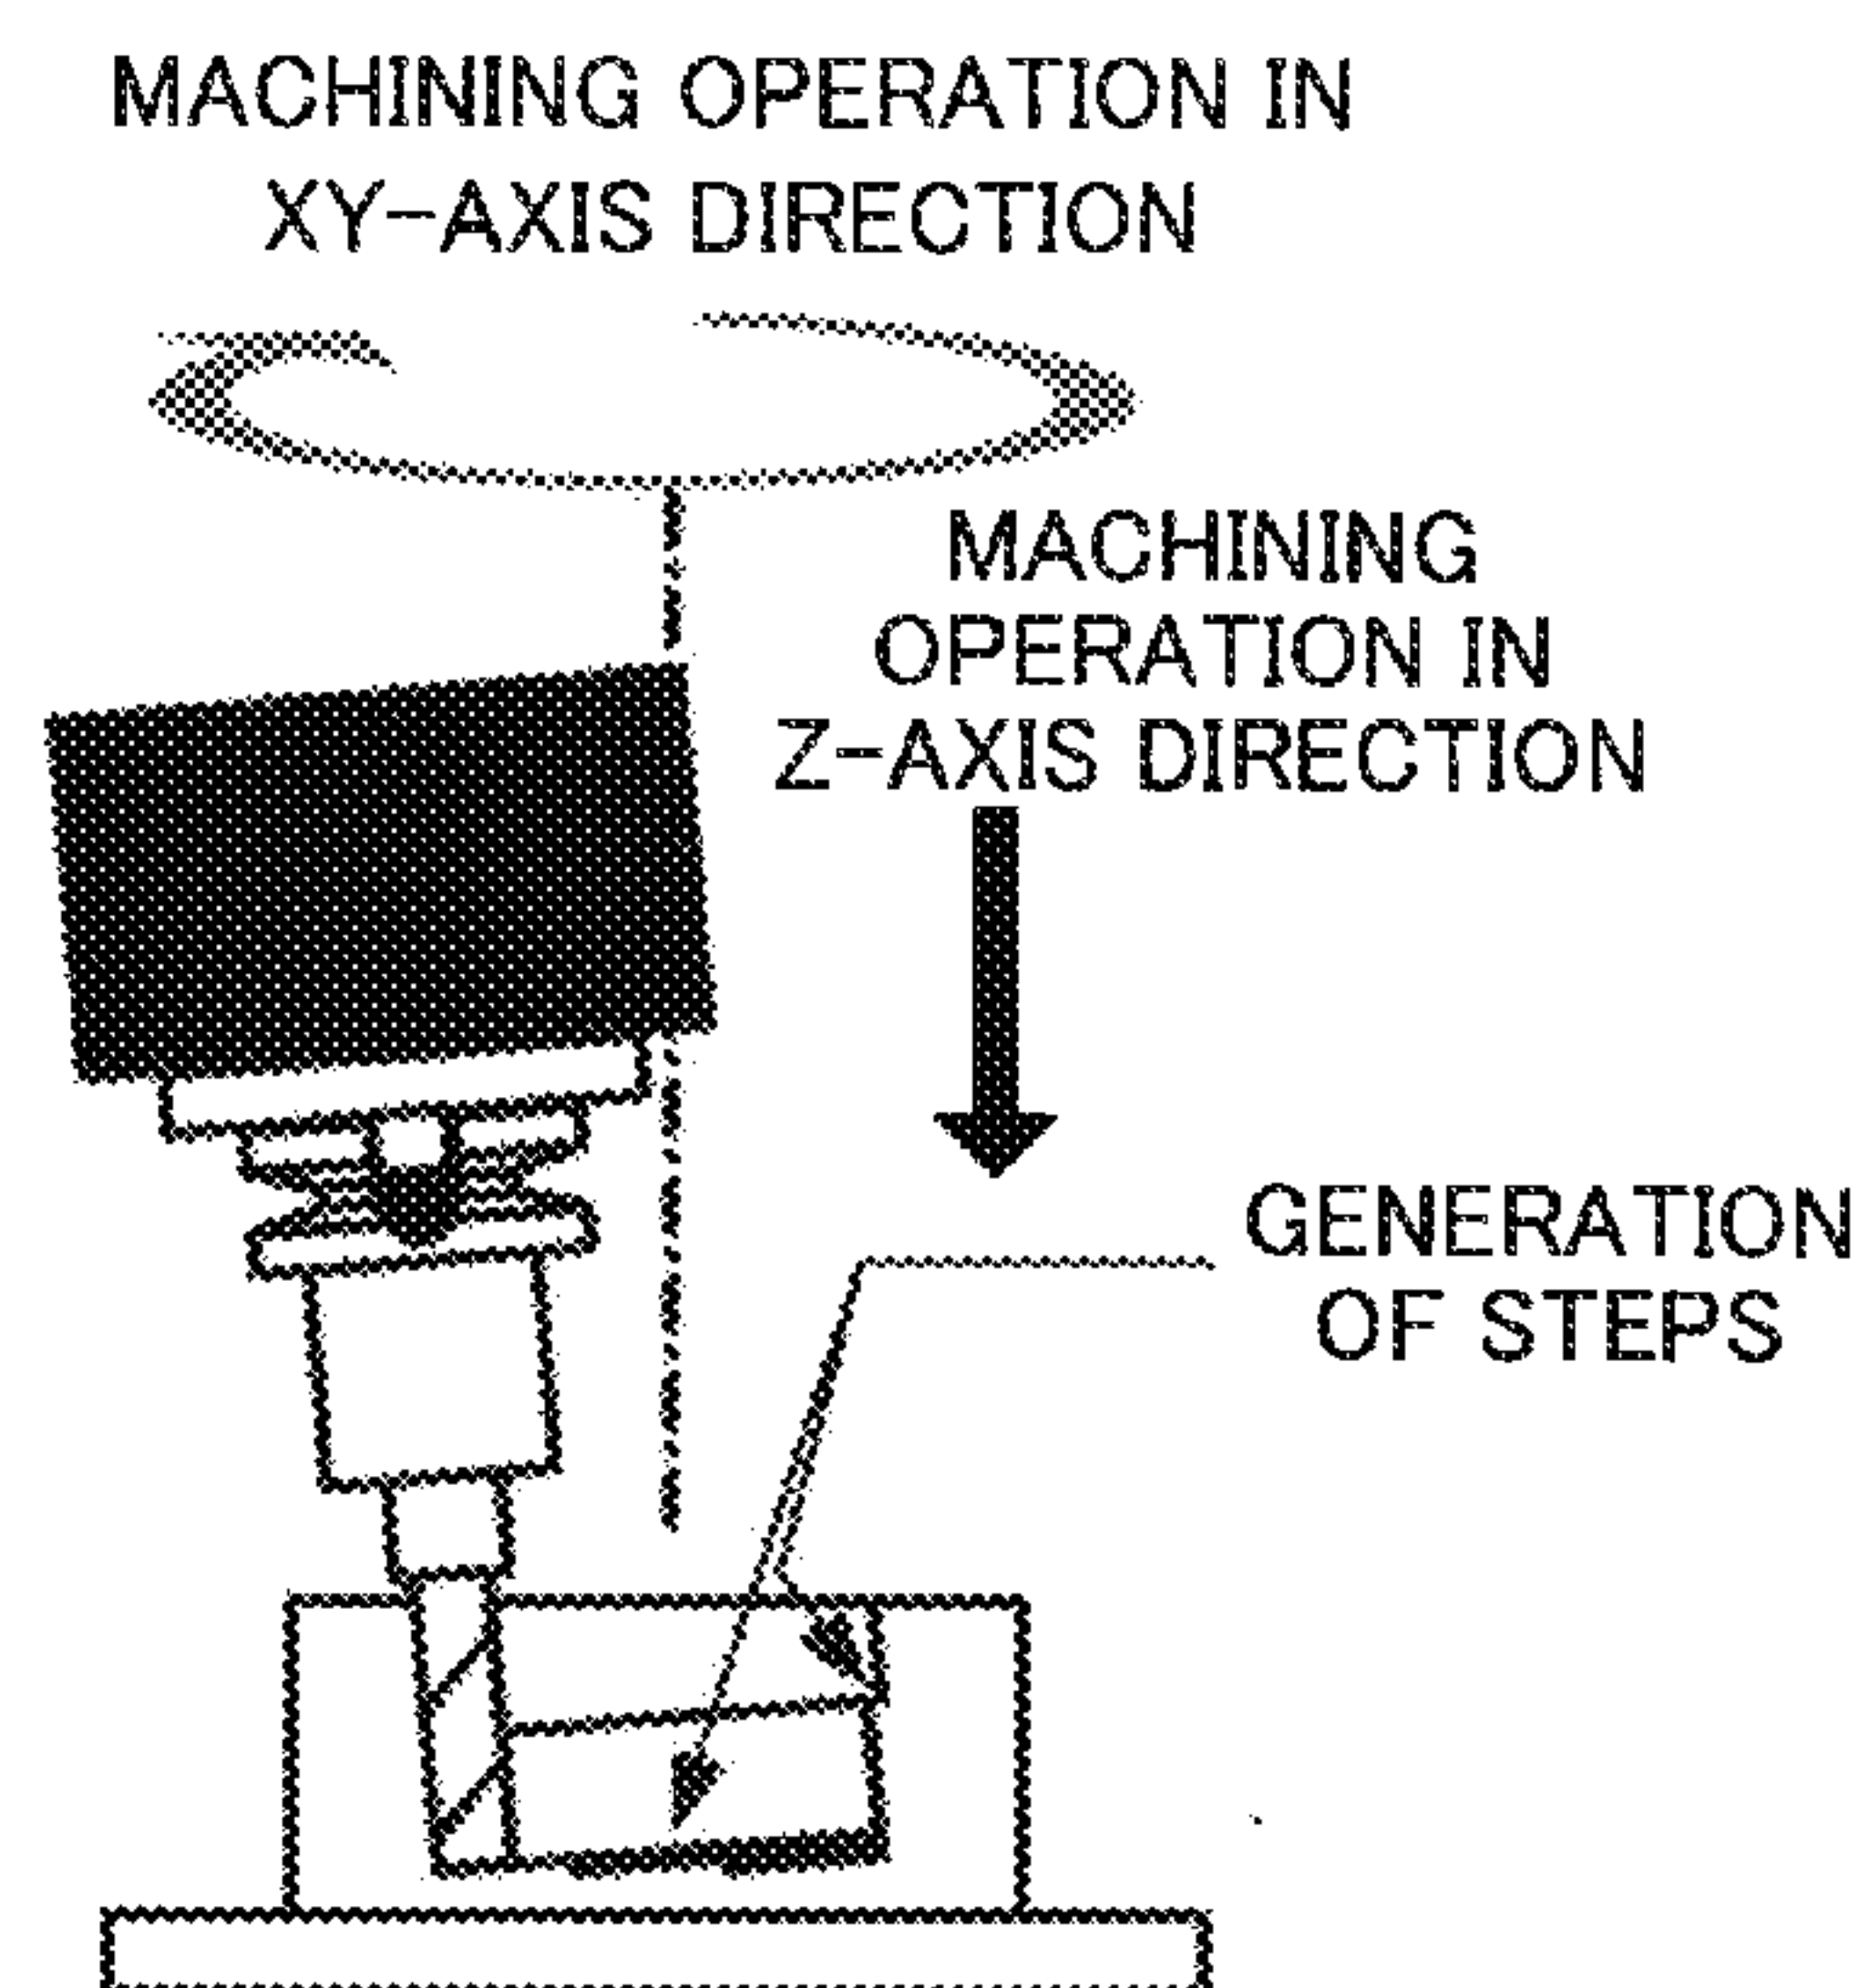 MACHINING OPERATION IN
XY-AXIS DIRECTION
MACHINING
OPERATION IN
Z-AXIS DIRECTION
GENERATION
OF STEPS